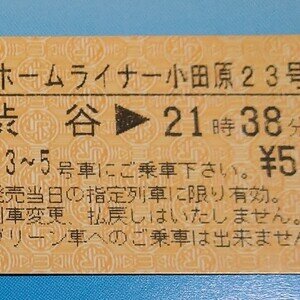 ホームライナー小田原23号
渋谷▶21時38分
3~5号車にご乗車下さい。¥5
発売当日の指定列車に限り有効。
列車変更、払戻しはいたしません。
グリーン車へのご乗車は出来ません